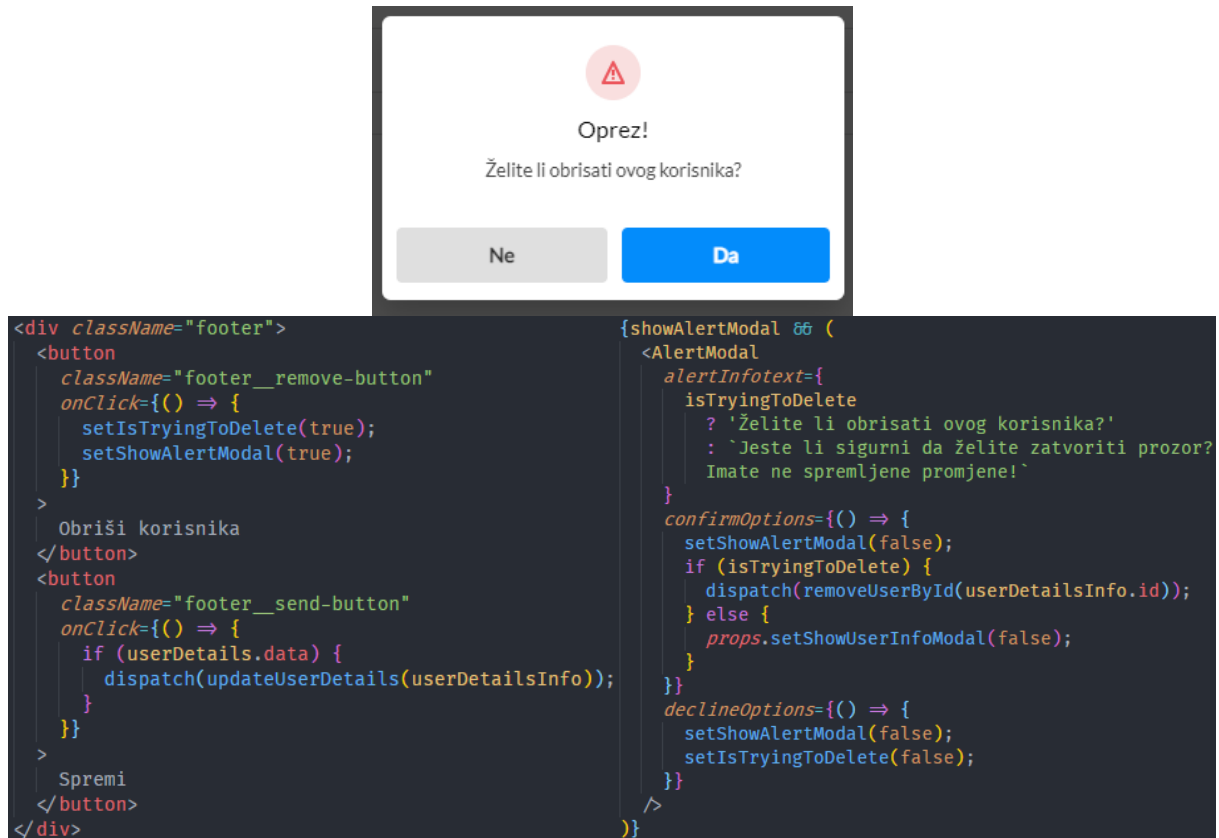 Oprez!
Želite li obrisati ovog korisnika?
Ne
Da
<div className="footer">
<button
className="footer__remove-button"
onClick={() ⇒ {
setIsTryingToDelete(true);
setShowAlertModal(true);
}}
>
Obriši korisnika
</button>
<button
className="footer__send-button"
onClick={() ⇒ {
if (userDetails.data) {
dispatch(updateUserDetails(userDetailsInfo));
}
}}
>
Spremi
</button>
</div>
{showAlertModal && (
<AlertModal
alertInfotext={
isTryingToDelete
? 'Želite li obrisati ovog korisnika?'
: `Jeste li sigurni da želite zatvoriti prozor?
Imate ne spremljene promjene!`
}
confirmOptions={() ⇒ {
setShowAlertModal(false);
if (isTryingToDelete) {
dispatch(removeUserById(userDetailsInfo.id));
} else {
props.setShowUserInfoModal(false);
}
}}
declineOptions={() ⇒ {
setShowAlertModal(false);
setIsTryingToDelete(false);
}}
/>
)}